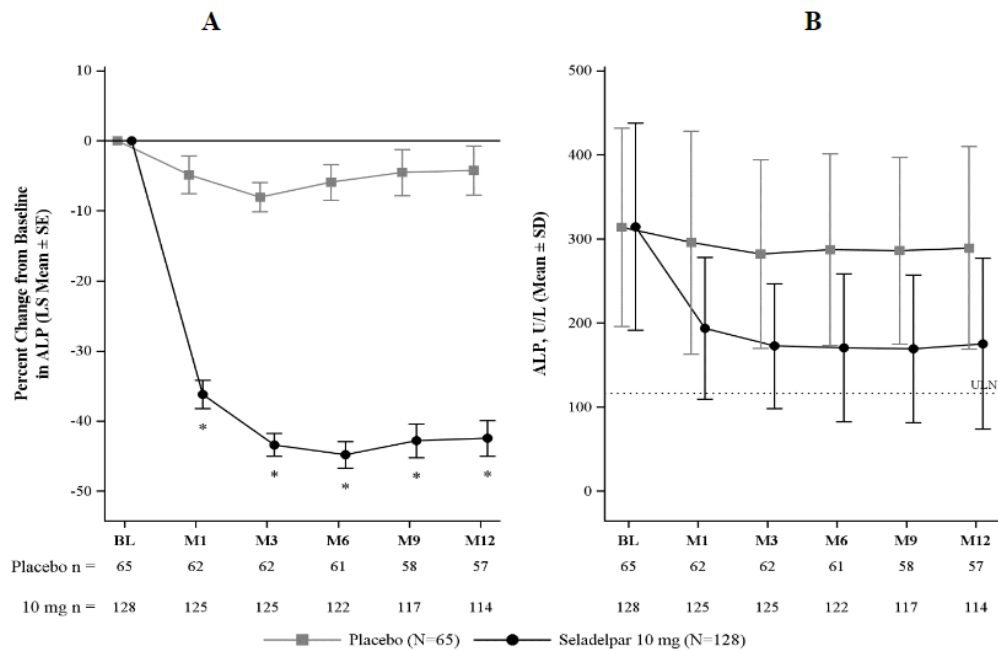 A
B
Percent Change from Baseline
in ALP (LS Mean ± SE)
10
0
-10
-20
-30
-40
-50
*
*
*
*
*
BL M1 M3 M6 M9 M12
ALP, U/L (Mean ± SD)
500
400
300
200
100
0
ULN
BL M1 M3 M6 M9 M12
Placebo n = 65 62 62 61 58 57 65 62 62 61 58 57
10 mg n = 128 125 125 122 117 114 128 125 125 122 117 114
Placebo (N=65) Seladelpar 10 mg (N=128)